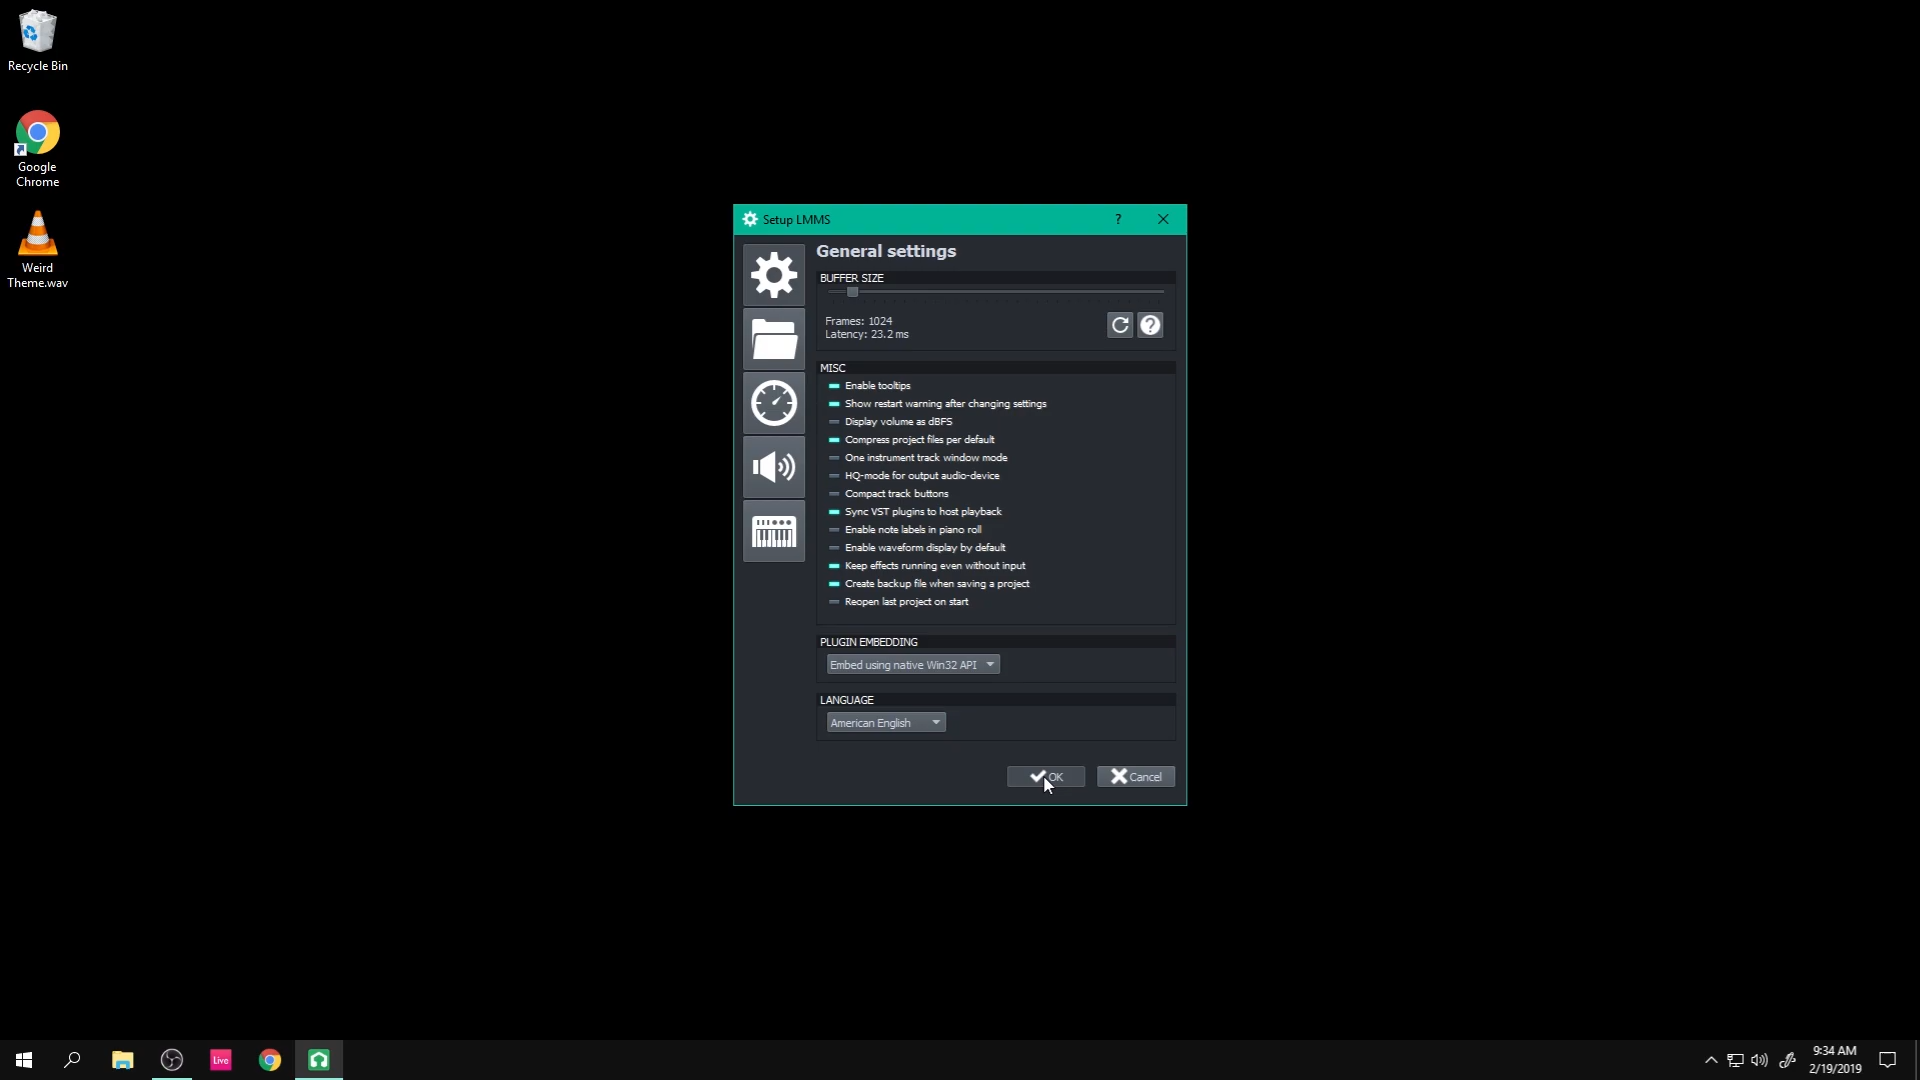 Recycle Bin
Google
Chrome
Weird
Theme.wav
Setup LMMS
?
General settings
BUFFER SIZE
Frames: 1024
Latency: 23.2 ms
MISC
Enable tooltips
Show restart warning after changing settings
Display volume as dBFS
Compress project files per default
One instrument track window mode
HQ-mode for output audio-device
Compact track buttons
Sync VST plugins to host playback
Enable note labels in piano roll
Enable waveform display by default
Keep effects running even without input
Create backup file when saving a project
Reopen last project on start
PLUGIN EMBEDDING
Embed using native Win32 API
LANGUAGE
American English
OK
Cancel
Live
9:34 AM
2/19/2019